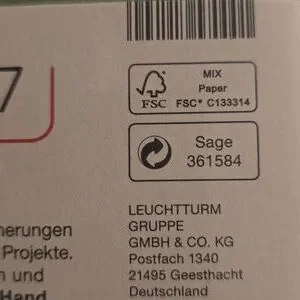 7
MIX
Paper
FSC
FSC® C133314
Sage
361584
LEUCHTTURM
GRUPPE
GMBH & CO. KG
Postfach 1340
21495 Geesthacht
Deutschland
Projekte.
und
Hand